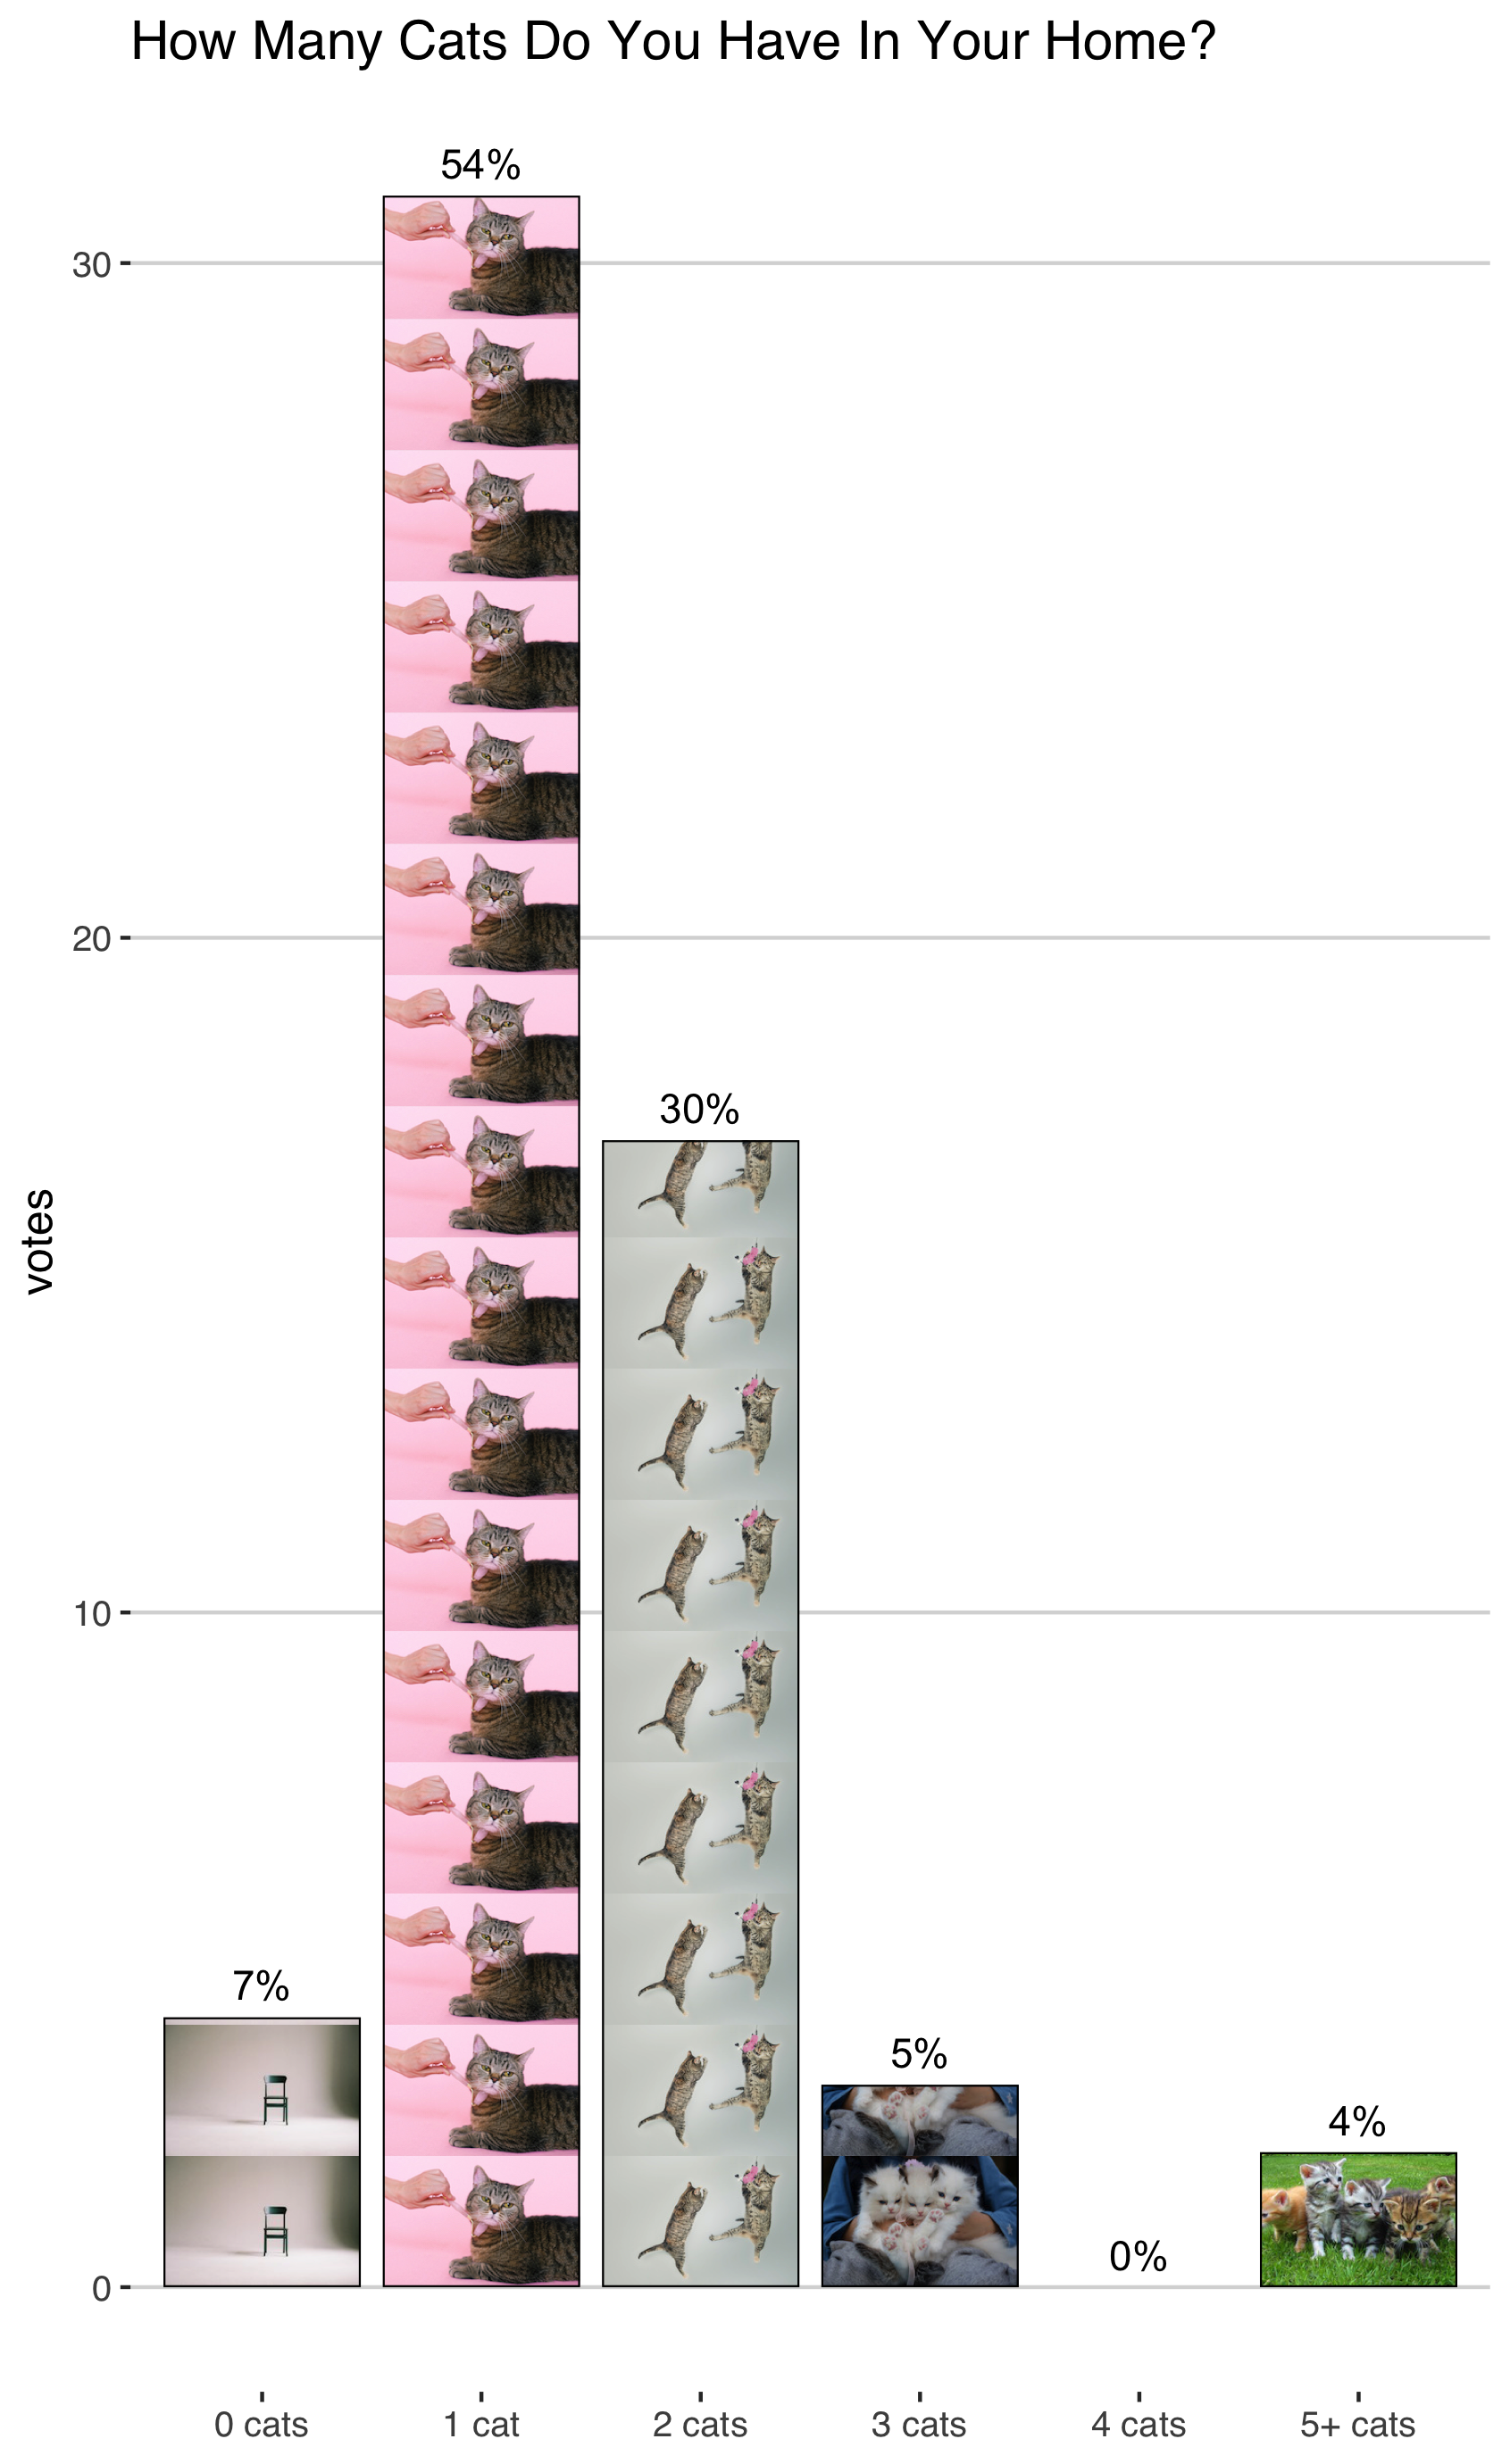 How Many Cats Do You Have In Your Home?
54%
30
20
30%
votes
10
7%
5%
4%
0%
0
0 cats
1 cat
2 cats
3 cats
4 cats
5+ cats